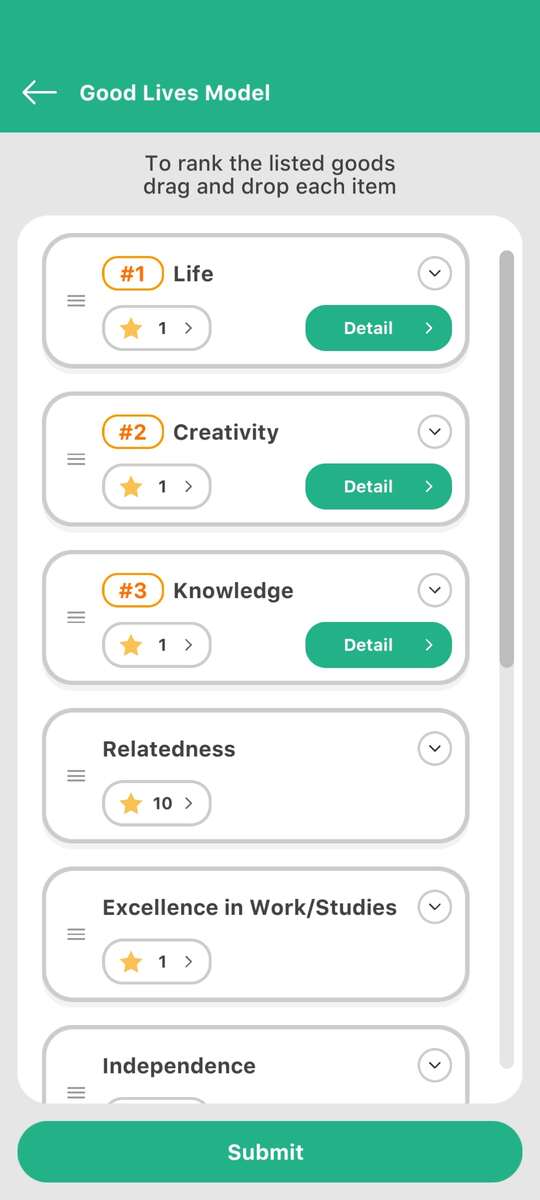 Good Lives Model
To rank the listed goods
drag and drop each item
#1 Life
1
Detail
#2 Creativity
1
Detail
#3 Knowledge
1
Detail
Relatedness
10
Excellence in Work/Studies
1
Independence
Submit